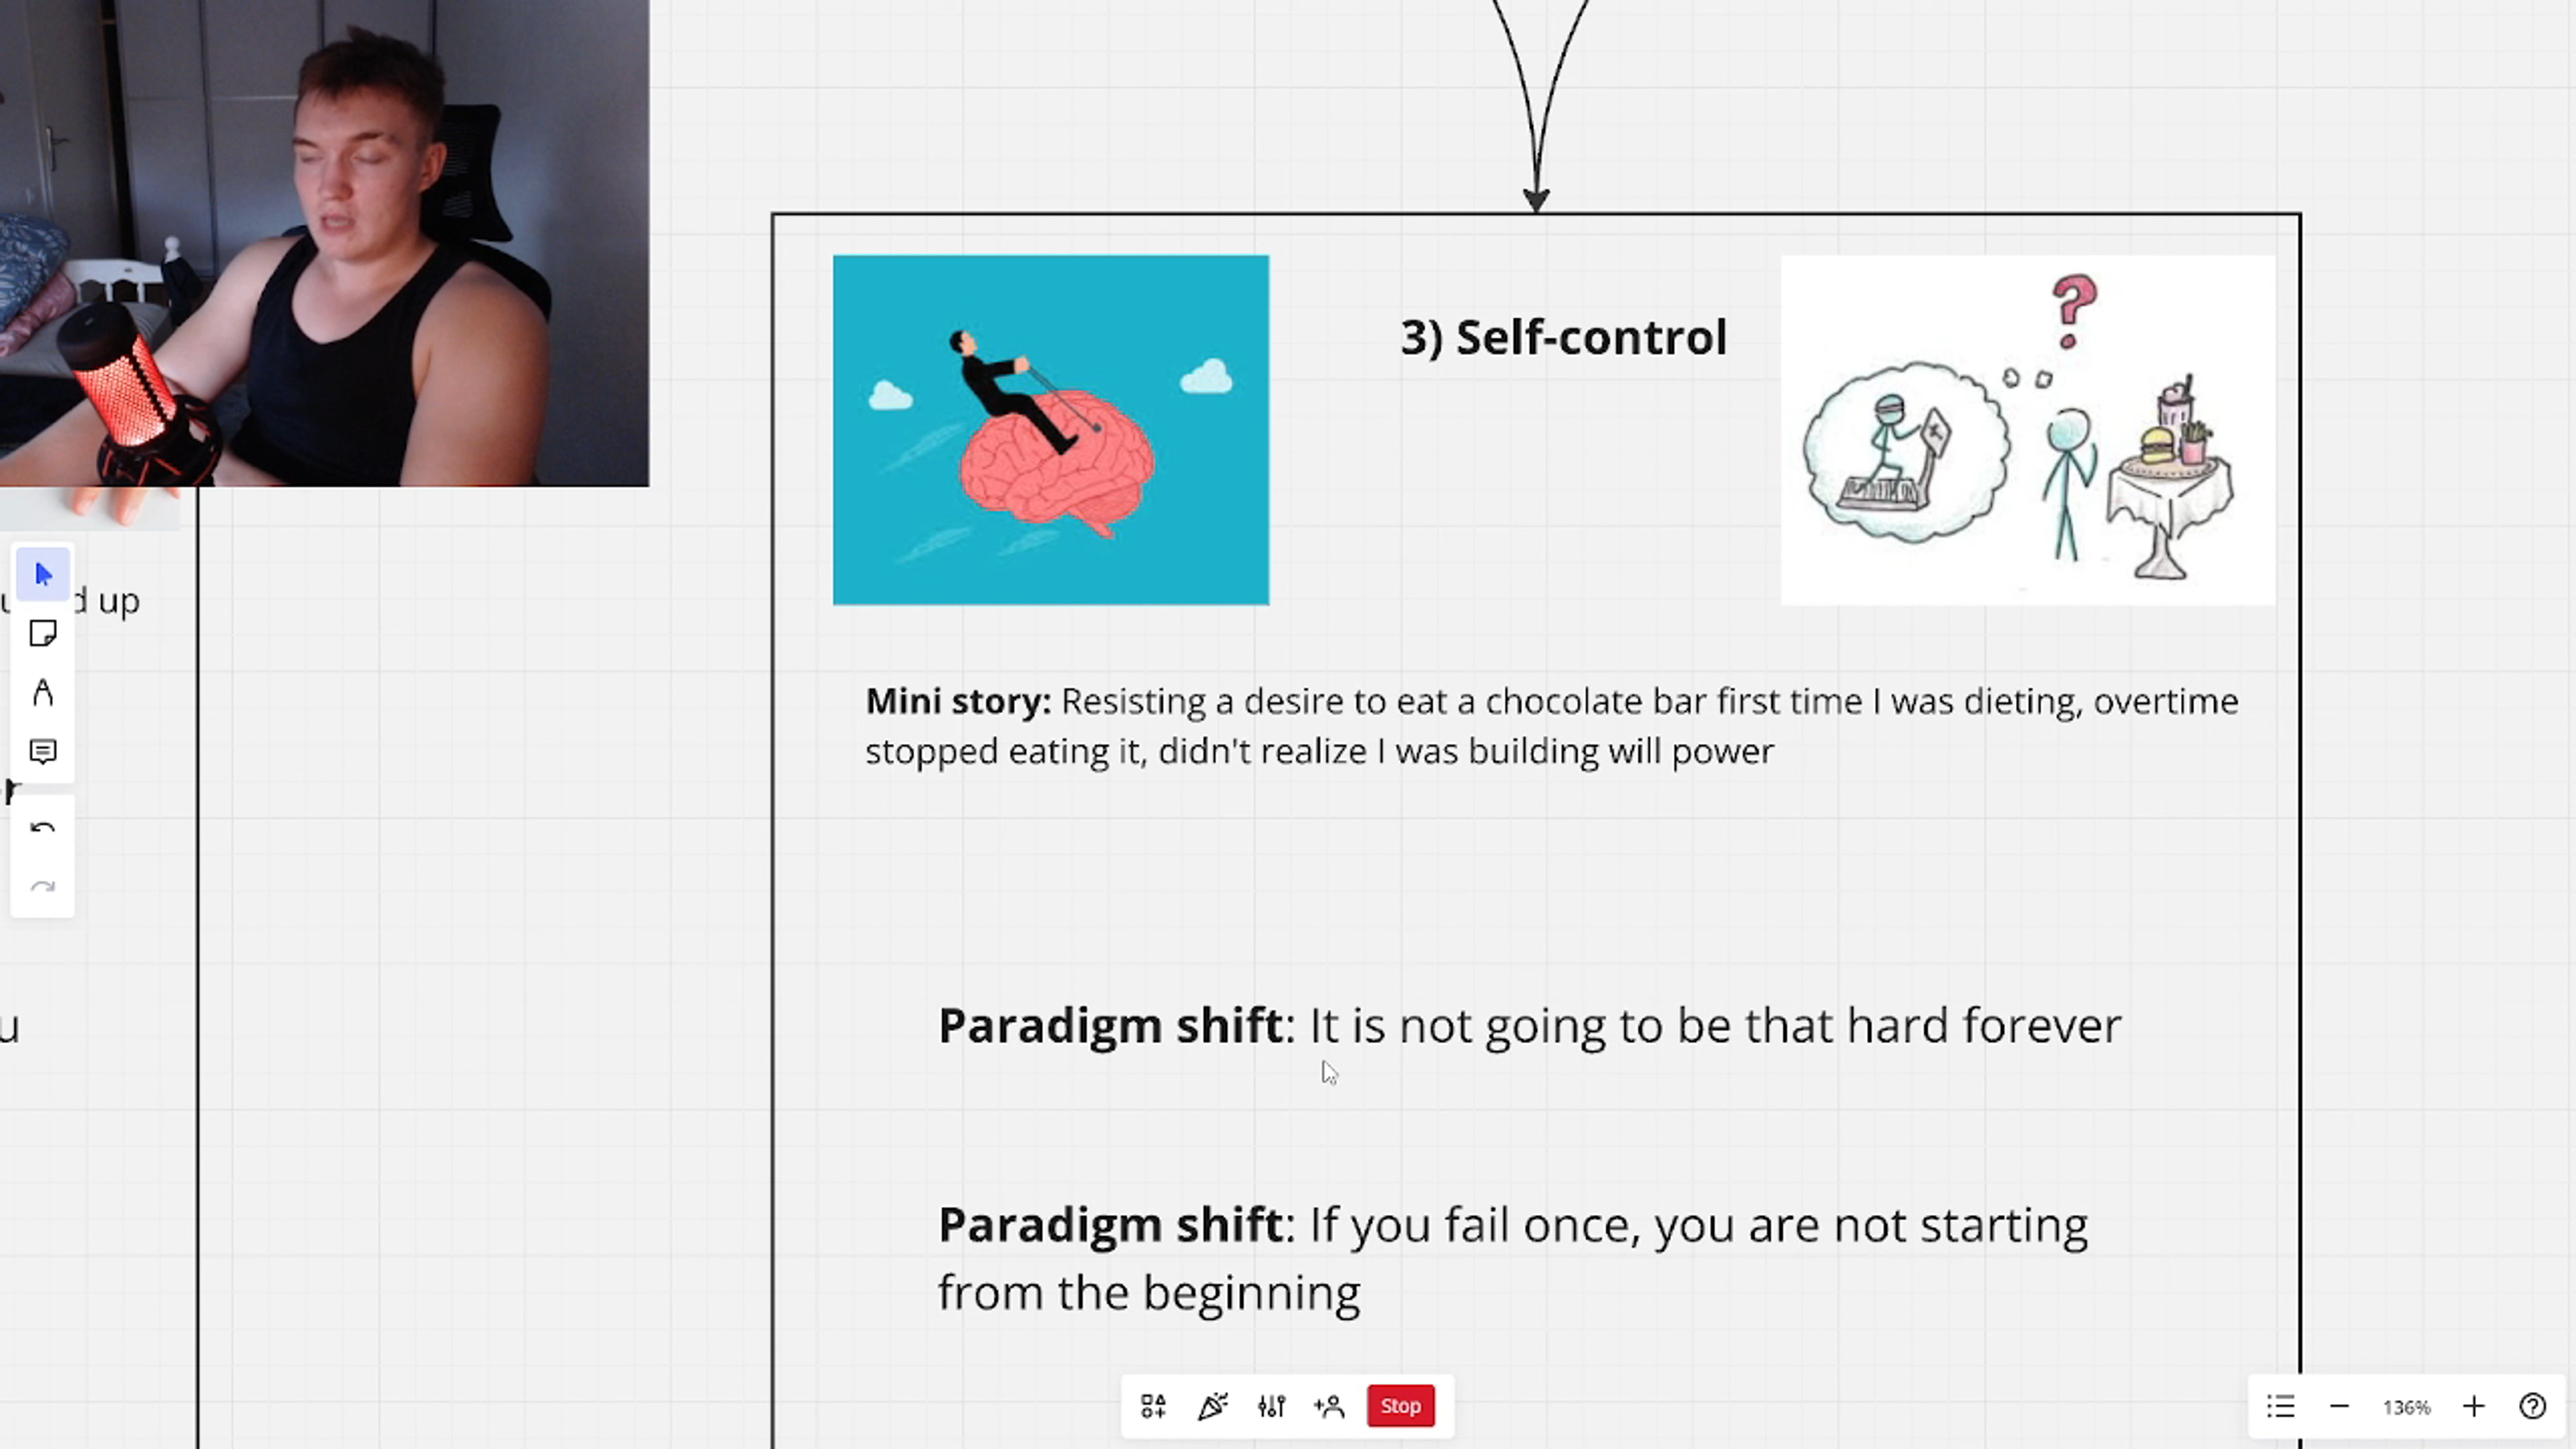 3) Self-control
?
up
Mini story: Resisting a desire to eat a chocolate bar first time I was dieting, overtime
stopped eating it, didn't realize I was building will power
Paradigm shift: It is not going to be that hard forever
Paradigm shift: If you fail once, you are not starting
from the beginning
Stop
136%